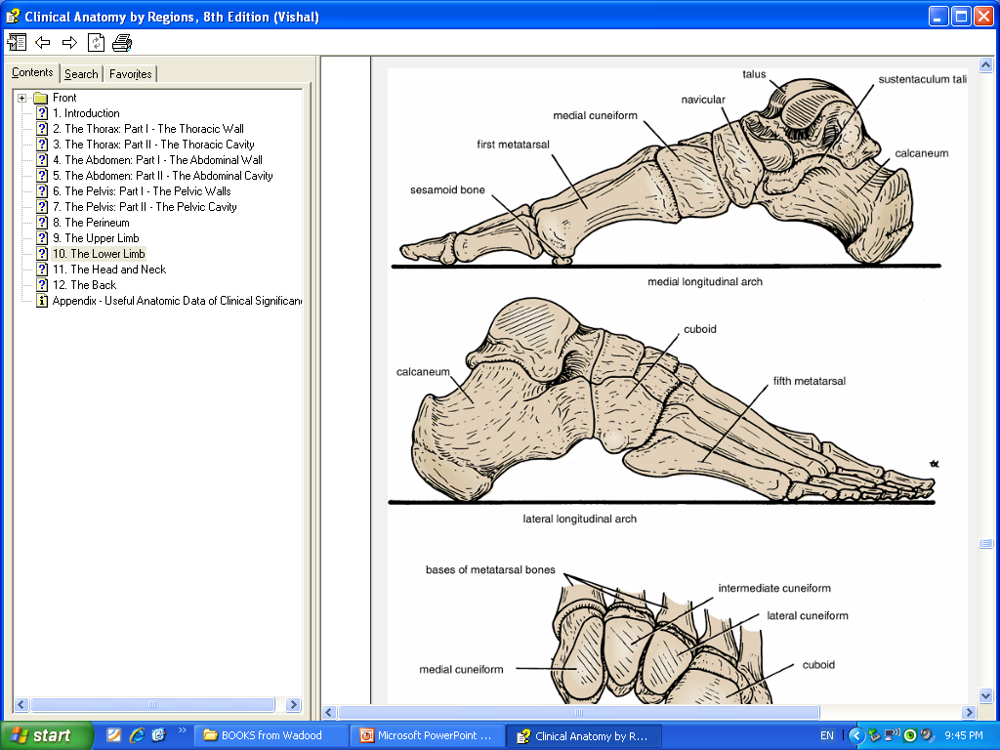 Clinical Anatomy by Regions, 8th Edition (Vishal)
Contents Search Favorites
Front
1. Introduction
2. The Thorax: Part I - The Thoracic Wall
3. The Thorax: Part II - The Thoracic Cavity
4. The Abdomen: Part I - The Abdominal Wall
5. The Abdomen: Part II - The Abdominal Cavity
6. The Pelvis: Part I - The Pelvic Walls
7. The Pelvis: Part II - The Pelvic Cavity
8. The Perineum
9. The Upper Limb
10. The Lower Limb
11. The Head and Neck
12. The Back
Appendix - Useful Anatomic Data of Clinical Significan
talus
sustentaculum tali
navicular
medial cuneiform
first metatarsal
calcaneum
sesamoid bone
medial longitudinal arch
cuboid
calcaneum
fifth metatarsal
lateral longitudinal arch
bases of metatarsal bones
intermediate cuneiform
lateral cuneiform
medial cuneiform
cuboid
start
BOOKS from Wadood
Microsoft PowerPoint ...
Clinical Anatomy by R...
EN
9:45 PM